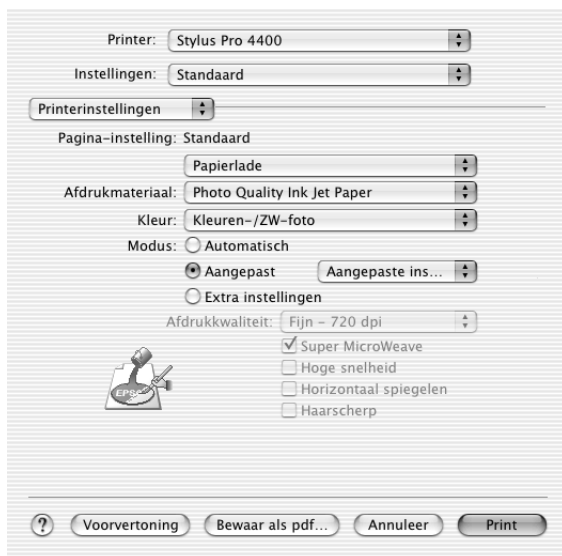 Printer: Stylus Pro 4400
Instellingen: Standaard
Printerinstellingen
Pagina-instelling: Standaard
Papierlade
Afdrukmateriaal: Photo Quality Ink Jet Paper
Kleur: Kleuren-/ZW-foto
Modus: Automatisch
Aangepast Aangepaste ins...
Extra instellingen
Afdrukkwaliteit: Fijn – 720 dpi
Super MicroWeave
Hoge snelheid
Horizontaal spiegelen
Haarscherp
EPSO
? Voorvertoning Bewaar als pdf... Annuleer Print